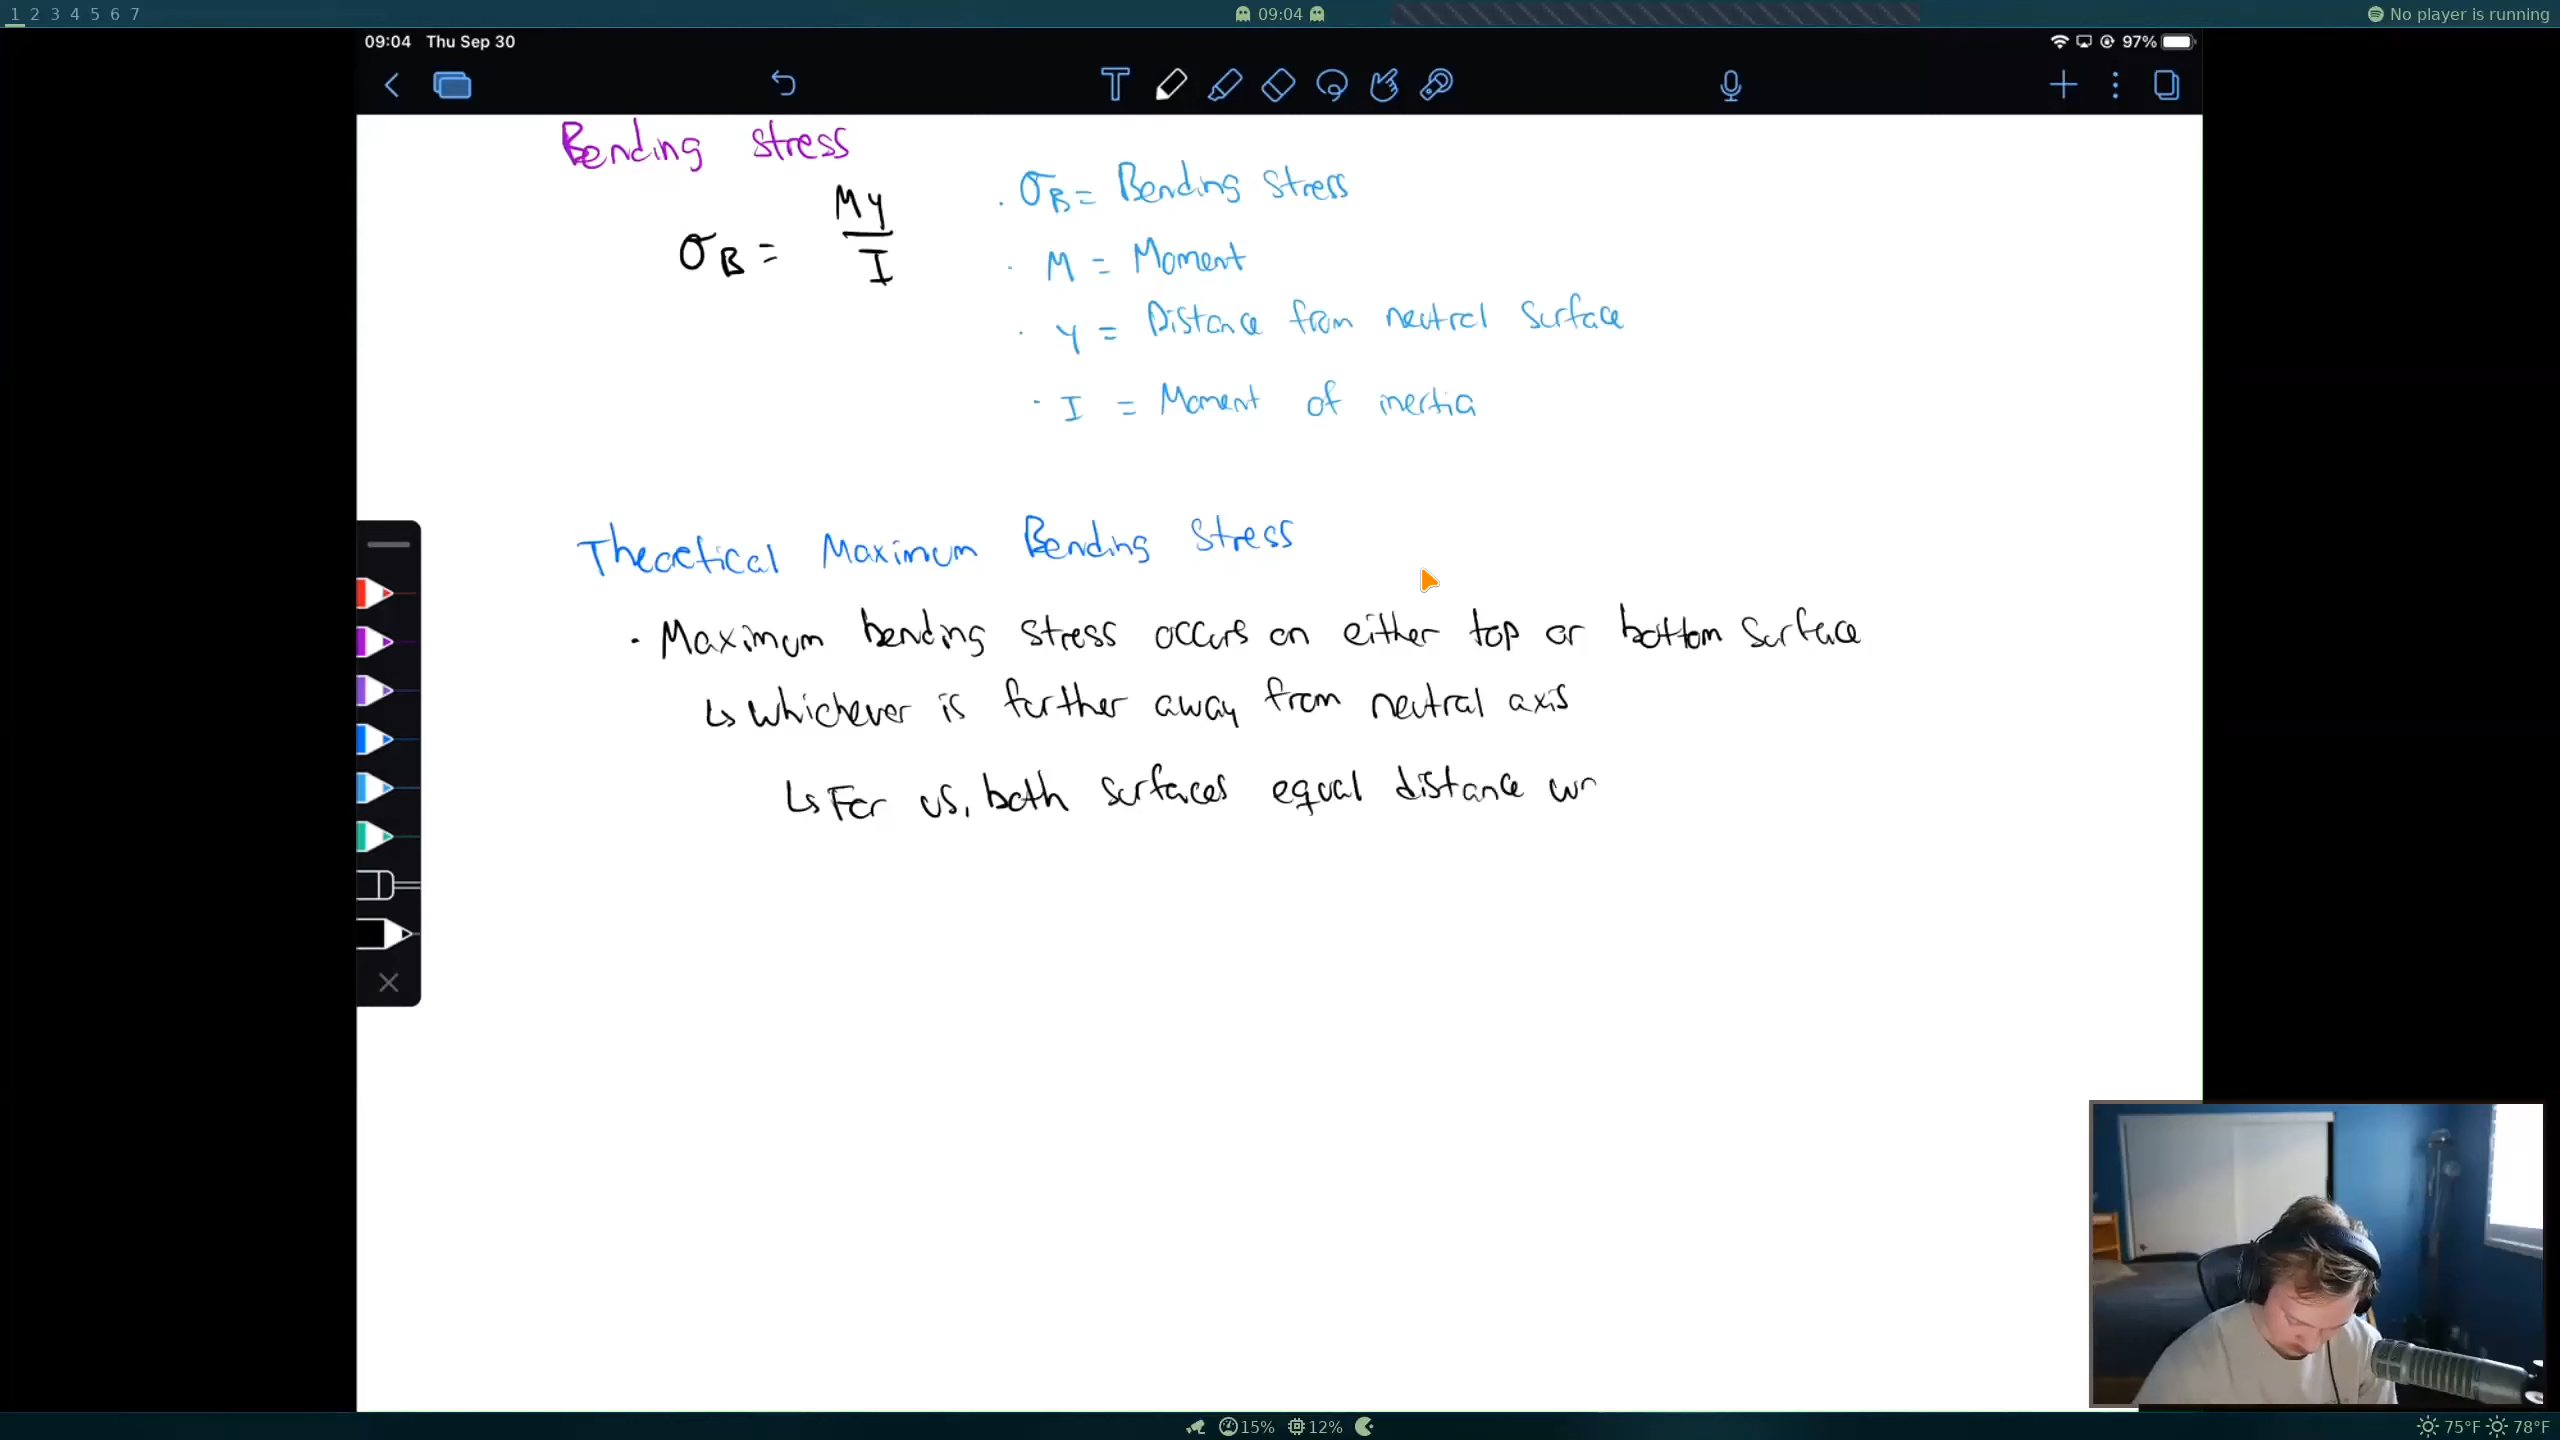 1 2 3 4 5 6 7
09:04
No player is running
09:04 Thu Sep 30
97%
Bending stress
σB = My/I
· σB = Bending Stress
· M = Moment
· y = Distance from neutral surface
· I = Moment of inertia
Theoretical Maximum Bending Stress
· Maximum bending stress occurs on either top or bottom surface
↳ whichever is further away from neutral axis
↳ For us, both surfaces equal distance
15% 12%
75°F 78°F